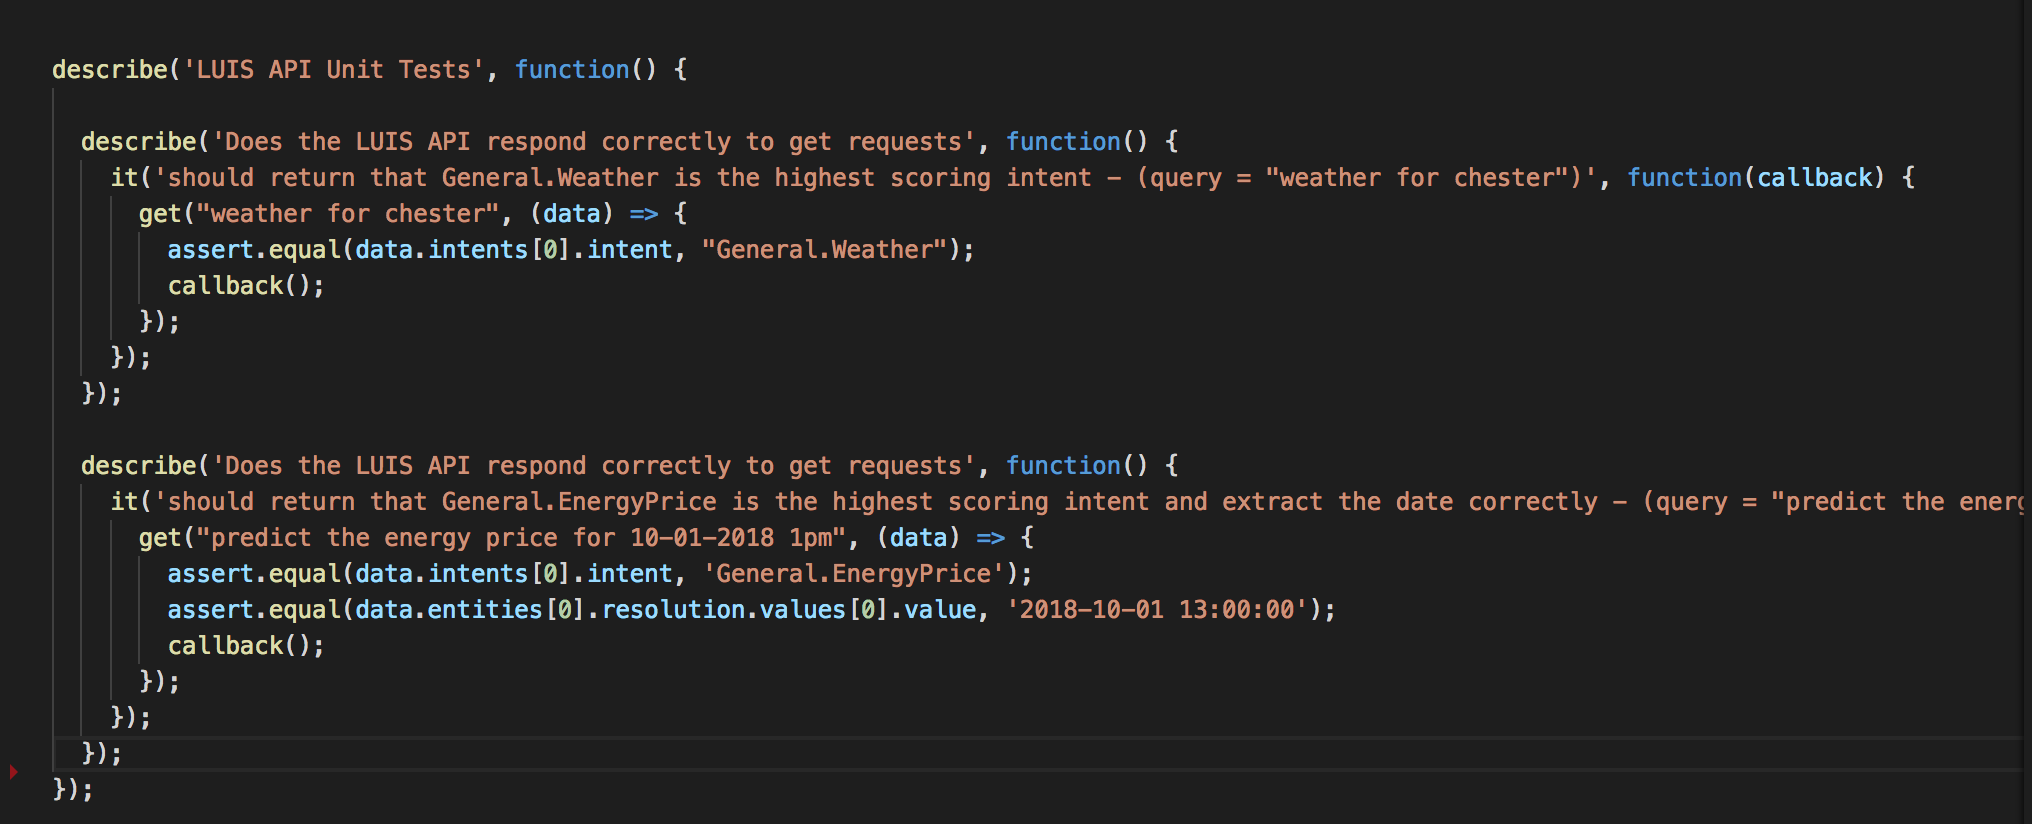 describe('LUIS API Unit Tests', function() {
describe('Does the LUIS API respond correctly to get requests', function() {
it('should return that General.Weather is the highest scoring intent - (query = "weather for chester")', function(callback) {
get("weather for chester", (data) => {
assert.equal(data.intents[0].intent, "General.Weather");
callback();
});
});
});
describe('Does the LUIS API respond correctly to get requests', function() {
it('should return that General.EnergyPrice is the highest scoring intent and extract the date correctly - (query = "predict the energ
get("predict the energy price for 10-01-2018 1pm", (data) => {
assert.equal(data.intents[0].intent, 'General.EnergyPrice');
assert.equal(data.entities[0].resolution.values[0].value, '2018-10-01 13:00:00');
callback();
});
});
});
});